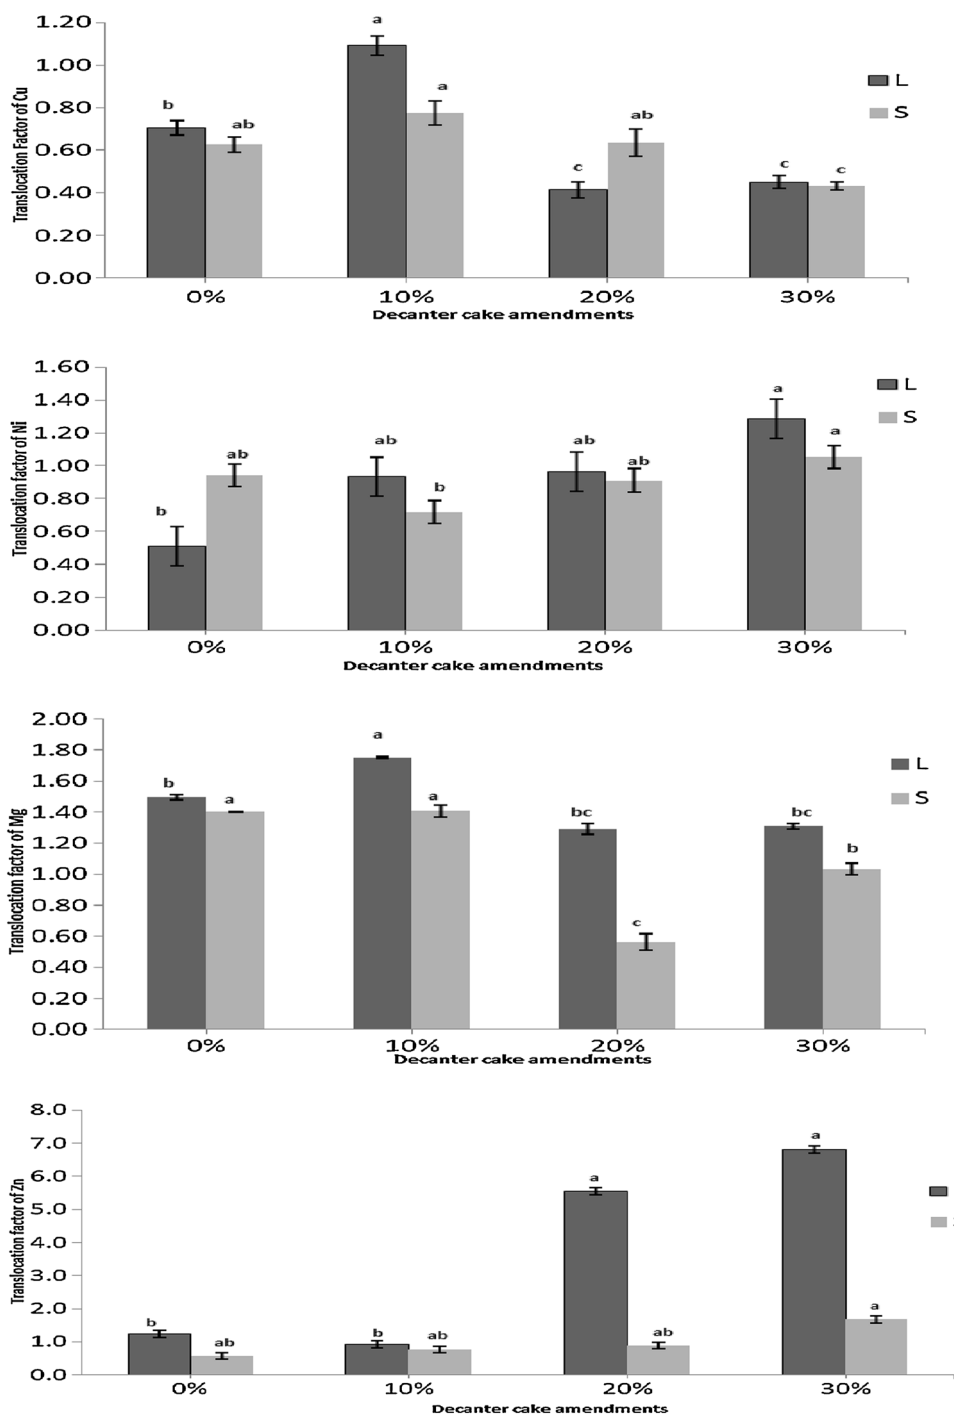 1.20
1.00
0.80
0.60
0.40
0.20
0.00
Translocation Factor of Cu
b
ab
a
a
c
ab
c
c
L
S
0%
10%
20%
30%
Decanter cake amendments
1.60
1.40
1.20
1.00
0.80
0.60
0.40
0.20
0.00
Translocation factor of Ni
b
ab
ab
b
ab
ab
a
a
L
S
0%
10%
20%
30%
Decanter cake amendments
2.00
1.80
1.60
1.40
1.20
1.00
0.80
0.60
0.40
0.20
0.00
Translocation factor of Mg
b
a
a
a
bc
c
bc
b
L
S
0%
10%
20%
30%
Decanter cake amendments
8.0
7.0
6.0
5.0
4.0
3.0
2.0
1.0
0.0
Translocation factor of Zn
b
ab
b
ab
a
ab
a
a
0%
10%
20%
30%
Decanter cake amendments